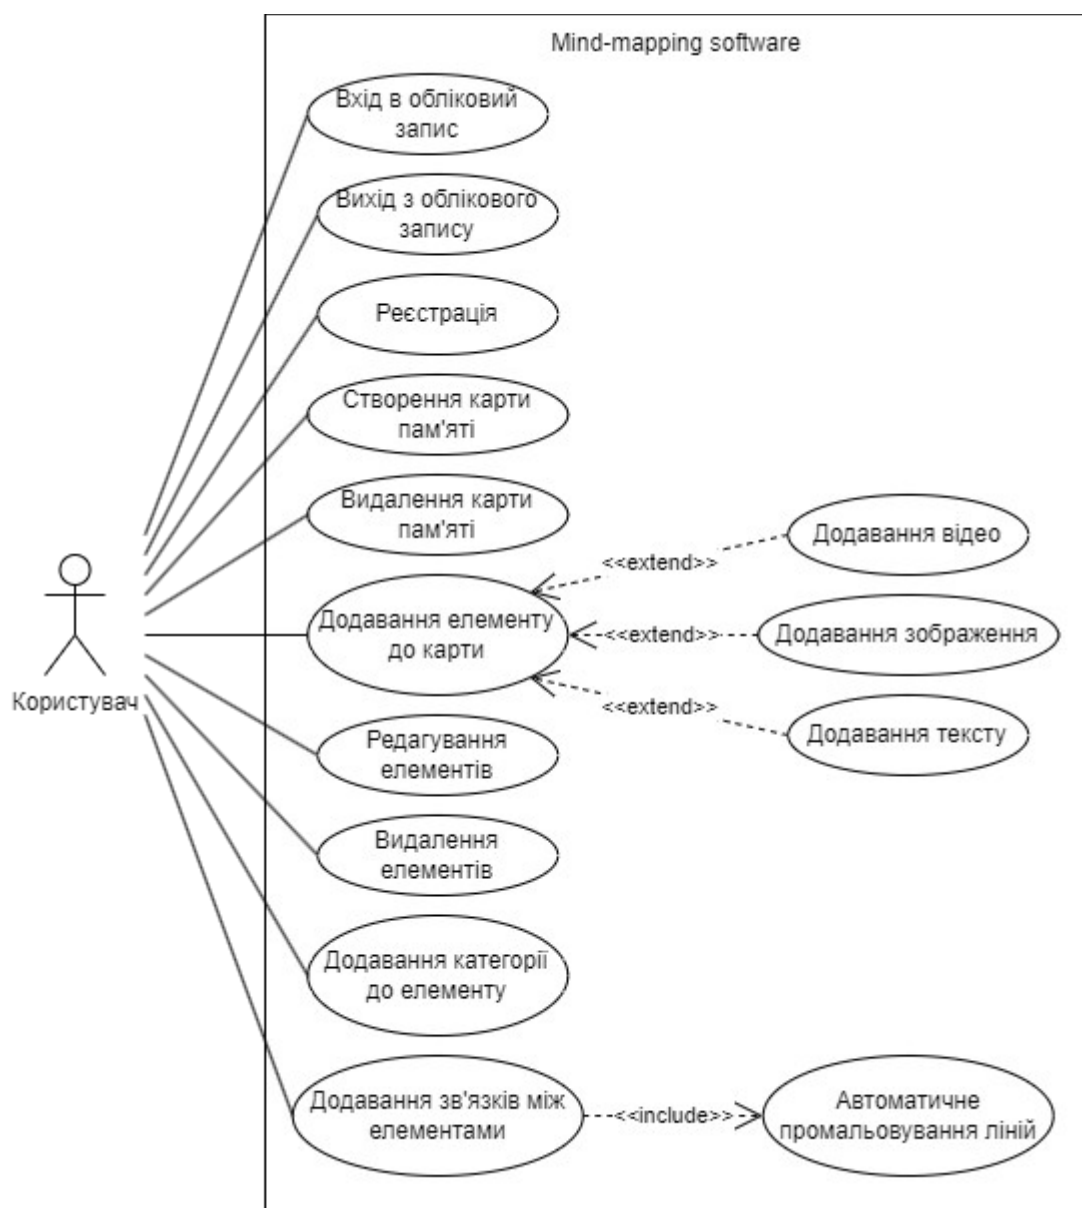 Mind-mapping software
Вхід в обліковий
запис
Вихід з облікового
запису
Реєстрація
Створення карти
пам'яті
Видалення карти
пам'яті
Додавання відео
<<extend>>
Додавання елементу
до карти
<<extend>>
Додавання зображення
Користувач
<<extend>>
Додавання тексту
Редагування
елементів
Видалення
елементів
Додавання категорії
до елементу
Додавання зв'язків між
елементами
<<include>>
Автоматичне
промальовування ліній